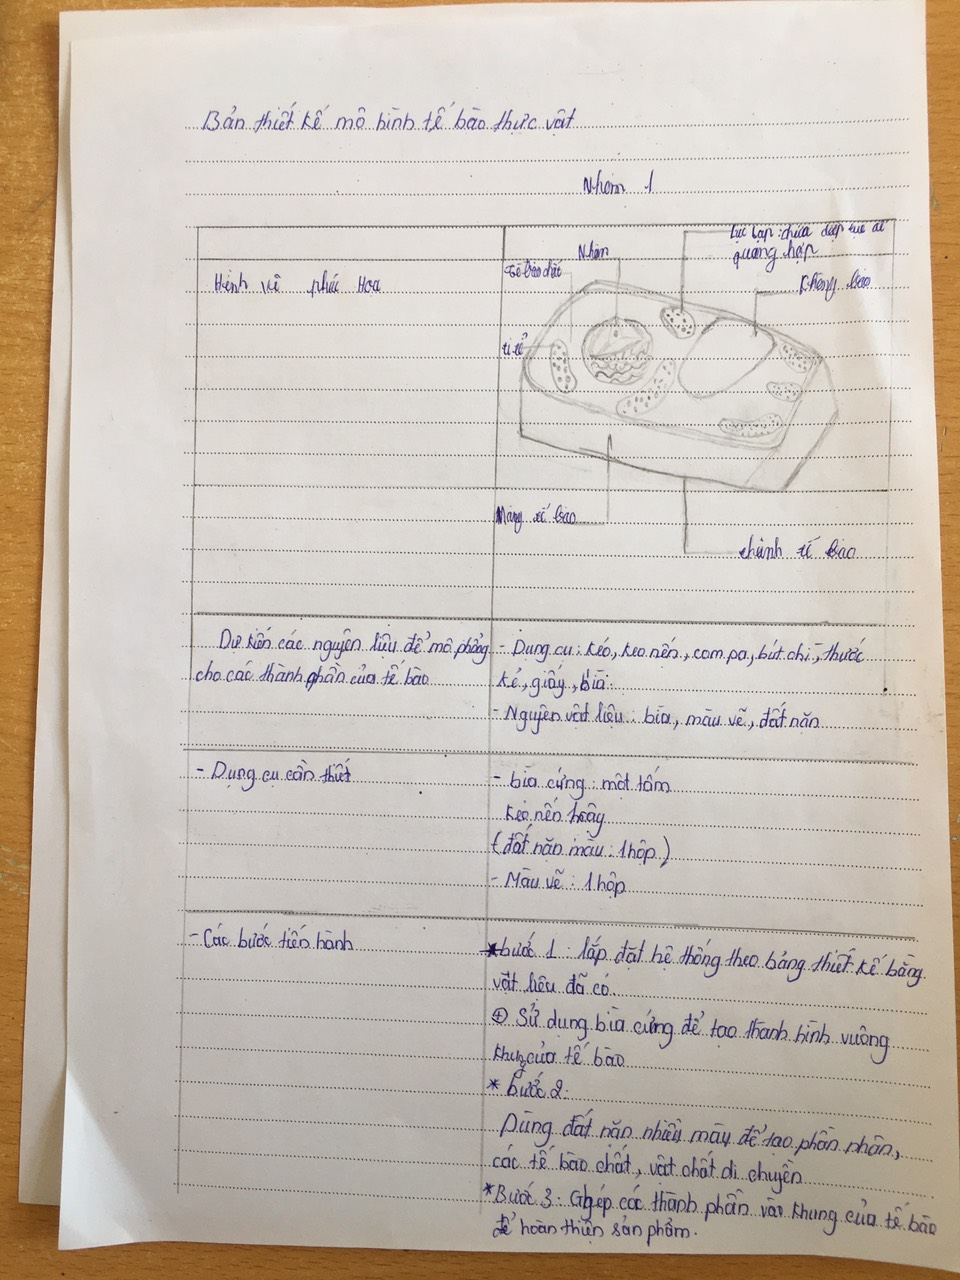 Bản thiết kế mô hình tế bào thực vật
Nhóm 1
Hình vẽ phác Họa
Lục lạp: chứa diệp lục để
quang hợp
Nhân
Tế bào chất
Không bào
ti tể
Màng tế bào
thành tế bào
Dự kiến các nguyên liệu để mô phỏng
cho các thành phần của tế bào
- Dụng cụ: kéo, keo nến, com pa, bút chì, thước
kẻ, giấy, bìa.
- Nguyên vật liệu: bìa, màu vẽ, đất nặn
- Dụng cụ cần thiết
- bìa cứng: một tấm
keo nến
(đất nặn màu: 1 hộp)
- Màu vẽ: 1 hộp
- Các bước tiến hành
* bước 1: lắp đặt hệ thống theo bảng thiết kế bằng
vật liêu đã có.
+ Sử dụng bìa cứng để tạo thành hình vuông
khung của tế bào
* bước 2:
Dùng đất nặn nhiều màu để tạo phần nhân,
các tế bào chất, vật chất di chuyền
* Bước 3: Ghép các thành phần vào khung của tế bào
để hoàn thiện sản phẩm.